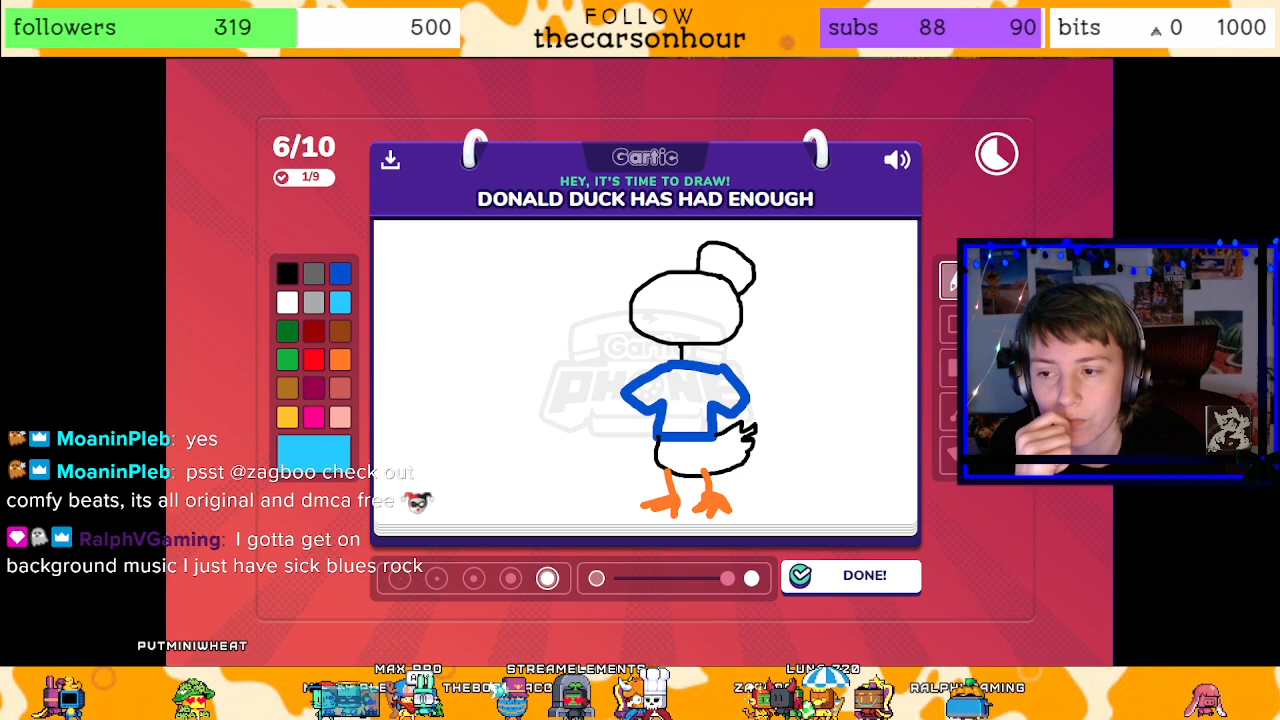 followers 319 500
FOLLOW
thecarsonhour
subs 88 90
bits 0 1000
6/10
1/9
Gartic
HEY, IT'S TIME TO DRAW!
DONALD DUCK HAS HAD ENOUGH
Gartic
PHONE
MoaninPleb: yes
MoaninPleb: psst @zagboo check out
comfy beats, its all original and dmca free
RalphVGaming: I gotta get on
background music I just have sick blues rock
DONE!
PUTMINIWHEAT
STREAMELEMENTS